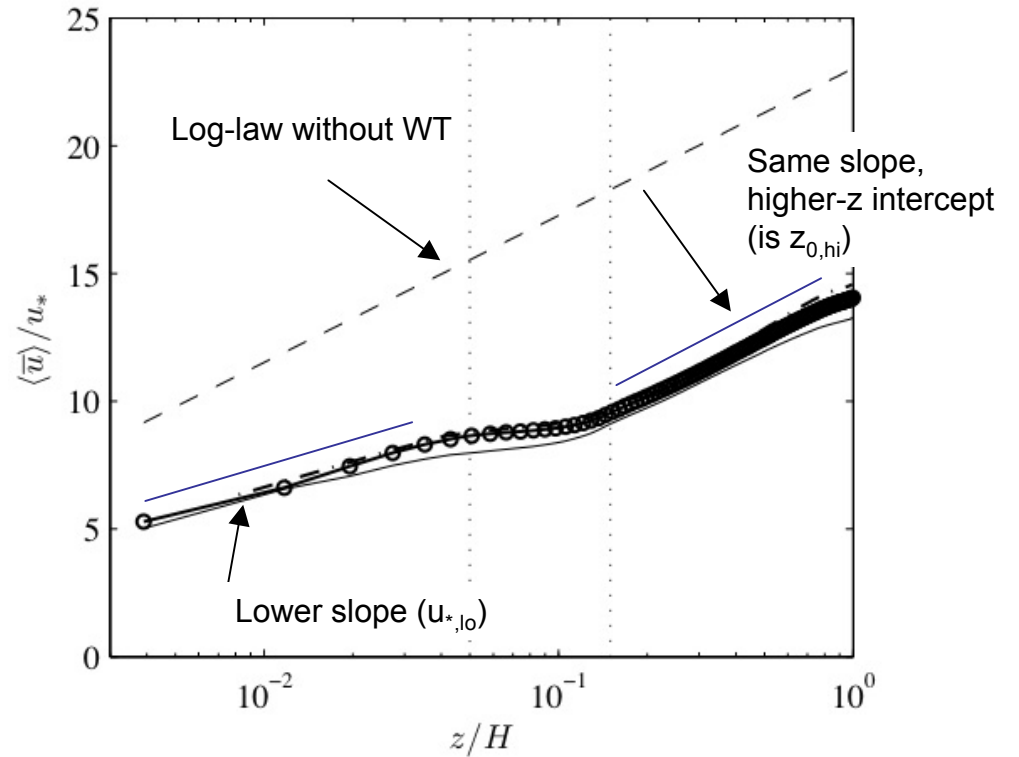 25
20
15
10
5
0
⟨u̅⟩/u∗
Log-law without WT
Same slope,
higher-z intercept
(is z₀,hi)
Lower slope (u*,lo)
10⁻² 10⁻¹ 10⁰
z/H